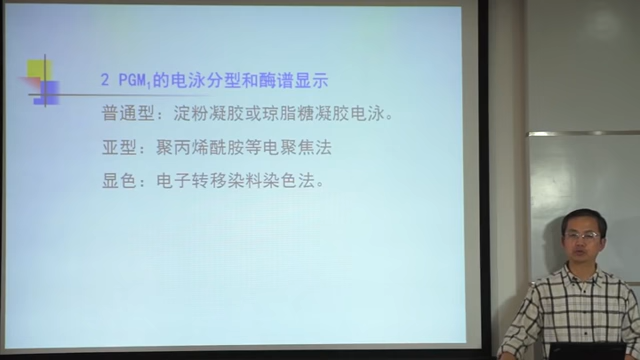 2 PGM₁的电泳分型和酶谱显示
普通型：淀粉凝胶或琼脂糖凝胶电泳。
亚型：聚丙烯酰胺等电聚焦法
显色：电子转移染料染色法。